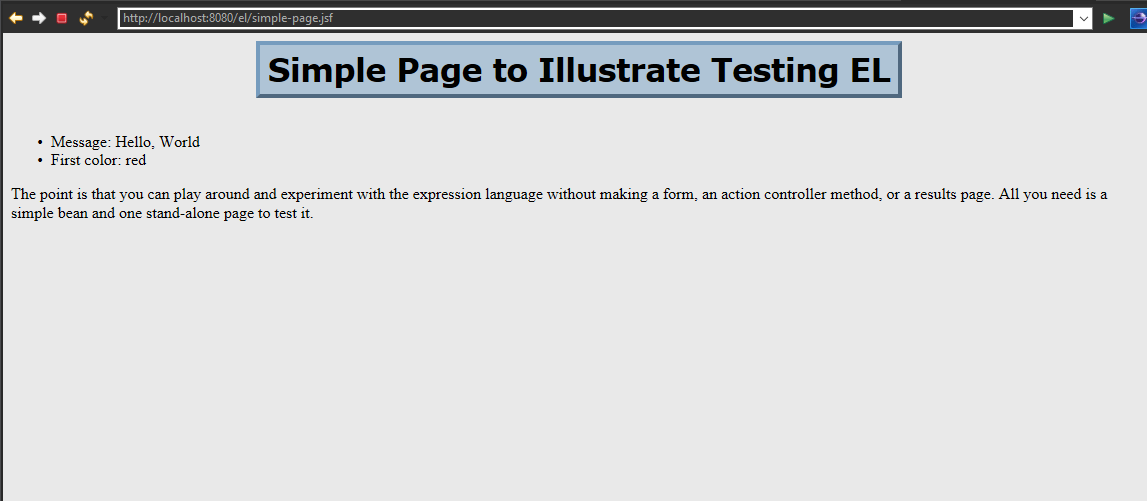 http://localhost:8080/el/simple-page.jsf
Simple Page to Illustrate Testing EL
• Message: Hello, World
• First color: red
The point is that you can play around and experiment with the expression language without making a form, an action controller method, or a results page. All you need is a
simple bean and one stand-alone page to test it.